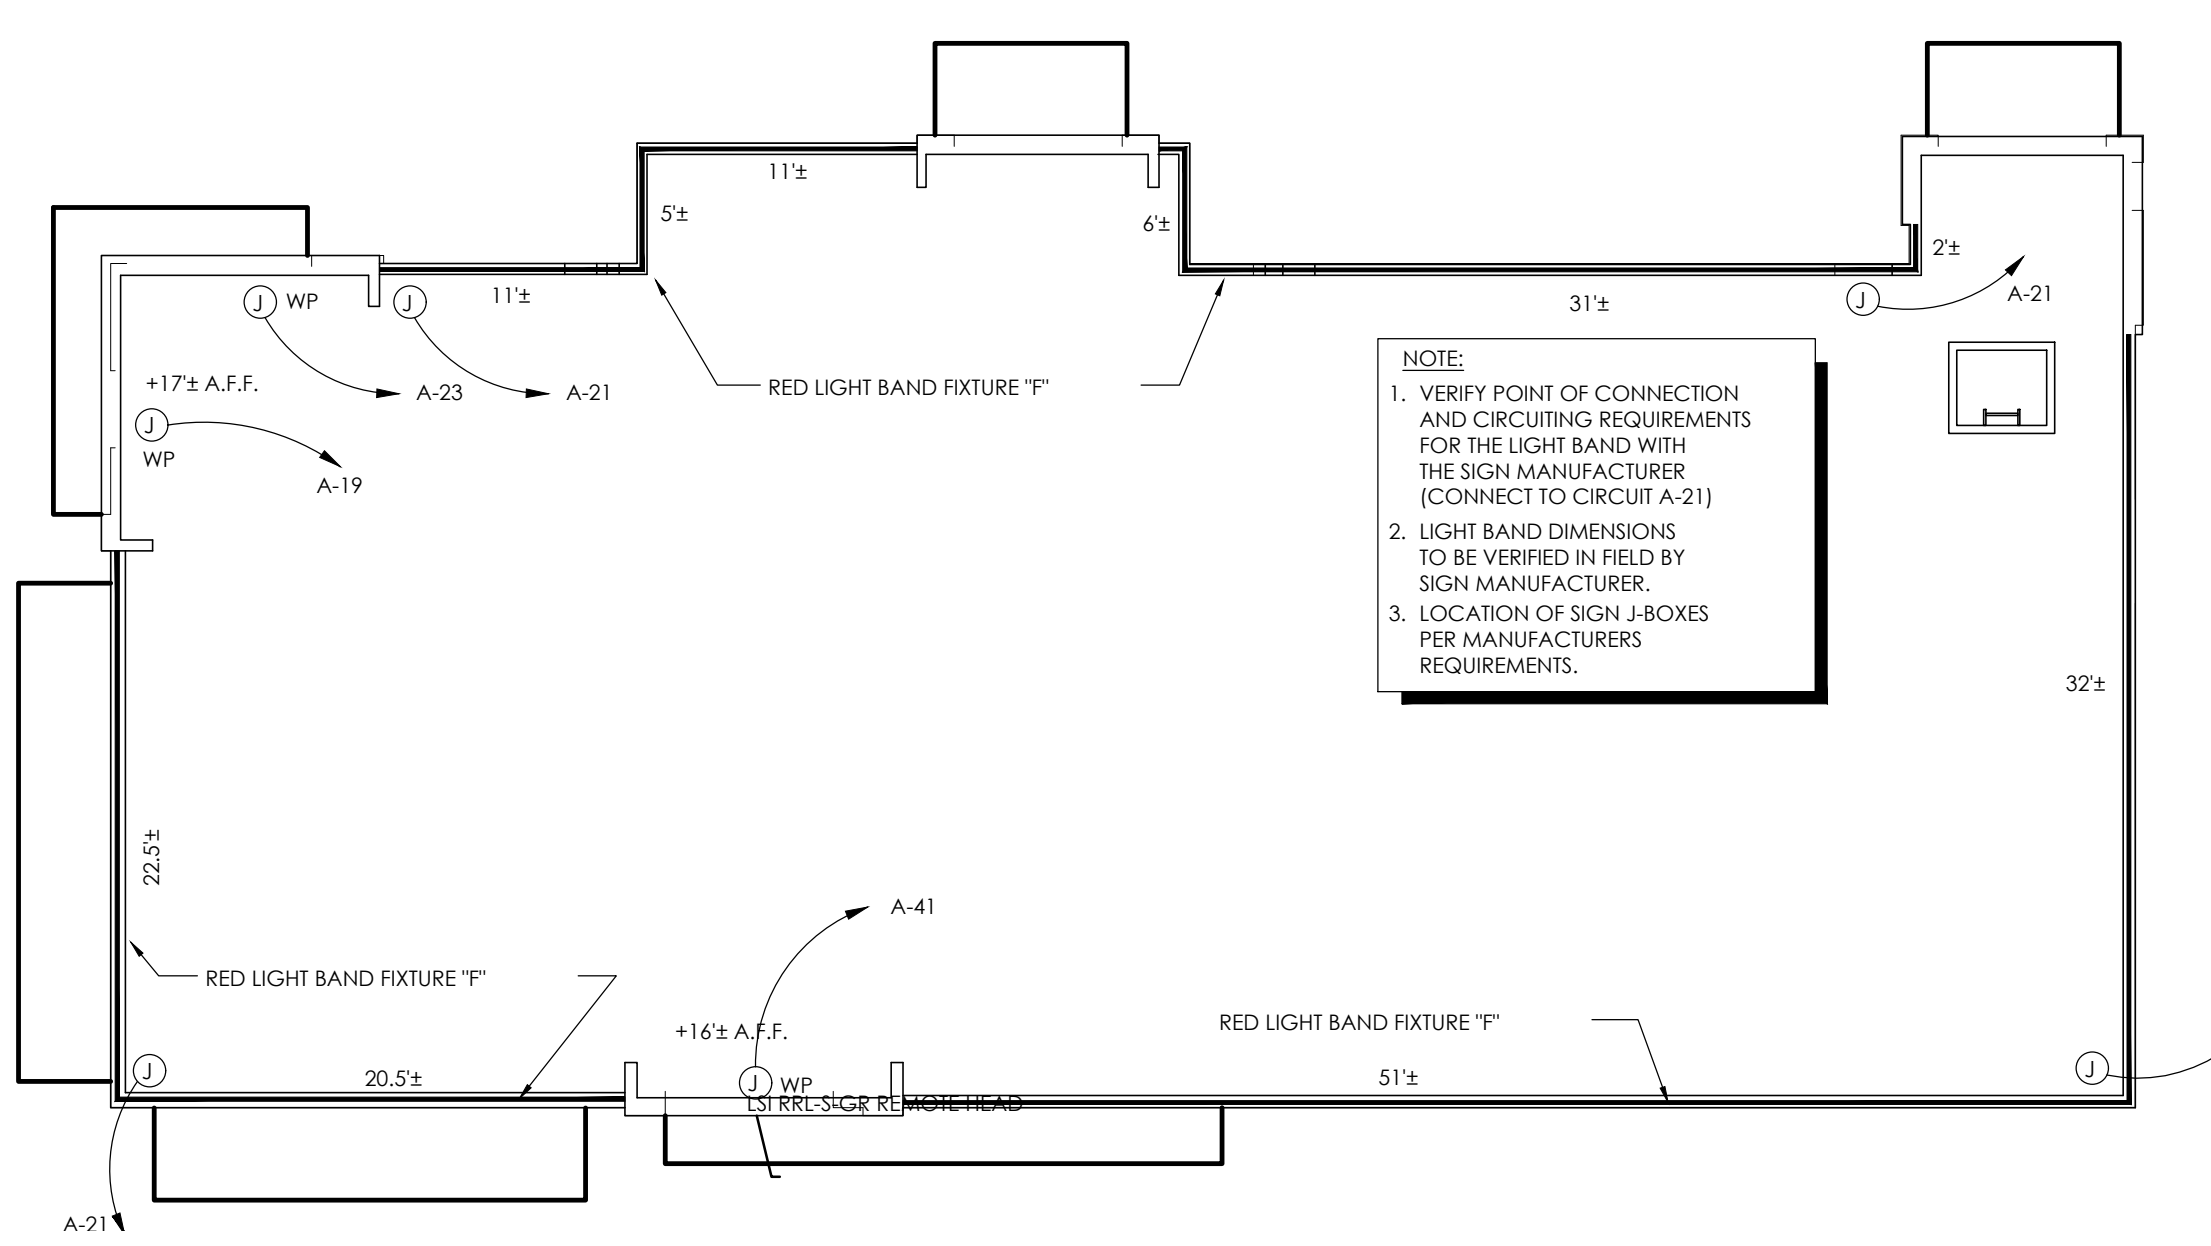 11'±
5'±
6'±
11'±
31'±
2'±
J WP
J
J
A-21
+17'± A.F.F.
A-23
A-21
RED LIGHT BAND FIXTURE "F"
J
WP
A-19
NOTE:
1. VERIFY POINT OF CONNECTION
AND CIRCUITING REQUIREMENTS
FOR THE LIGHT BAND WITH
THE SIGN MANUFACTURER
(CONNECT TO CIRCUIT A-21)
2. LIGHT BAND DIMENSIONS
TO BE VERIFIED IN FIELD BY
SIGN MANUFACTURER.
3. LOCATION OF SIGN J-BOXES
PER MANUFACTURERS
REQUIREMENTS.
32'±
22.5'±
A-41
RED LIGHT BAND FIXTURE "F"
RED LIGHT BAND FIXTURE "F"
+16'± A.F.F.
J
20.5'±
J WP
51'±
J
LSI RRL-S-GR REMOTE HEAD
A-21